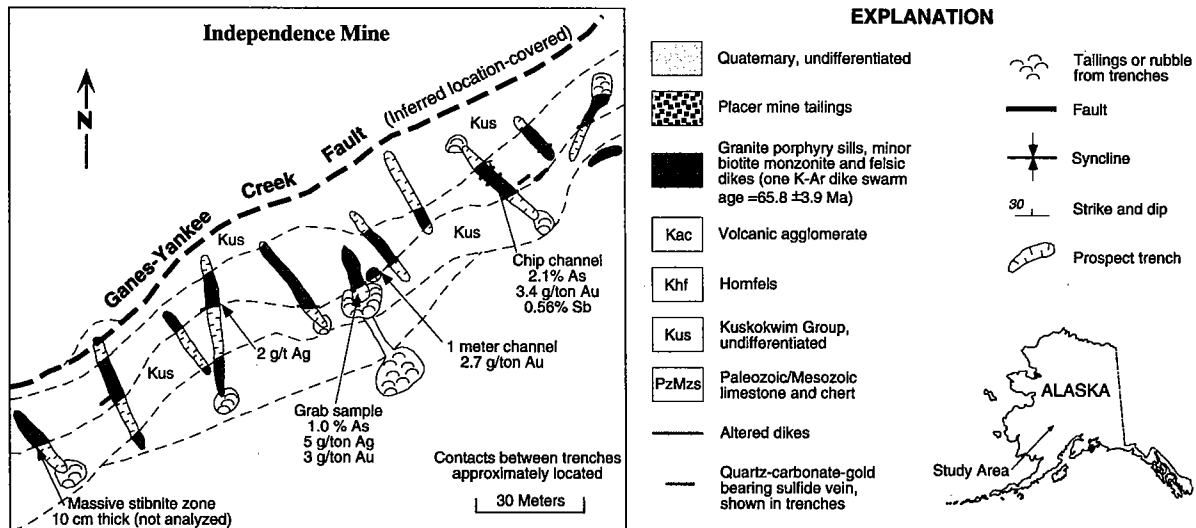 Independence Mine
N
Ganes-Yankee Creek Fault (Inferred location-covered)
Kus
Kus
Kus
Kus
Chip channel
2.1% As
3.4 g/ton Au
0.56% Sb
2 g/t Ag
1 meter channel
2.7 g/ton Au
Grab sample
1.0 % As
5 g/ton Ag
3 g/ton Au
Massive stibnite zone
10 cm thick (not analyzed)
Contacts between trenches
approximately located
30 Meters
EXPLANATION
Quaternary, undifferentiated
Placer mine tailings
Granite porphyry sills, minor
biotite monzonite and felsic
dikes (one K-Ar dike swarm
age =65.8 ±3.9 Ma)
Kac Volcanic agglomerate
Khf Hornfels
Kus Kuskokwim Group,
undifferentiated
PzMzs Paleozoic/Mesozoic
limestone and chert
Altered dikes
Quartz-carbonate-gold
bearing sulfide vein,
shown in trenches
Tailings or rubble
from trenches
Fault
Syncline
30 Strike and dip
Prospect trench
ALASKA
Study Area